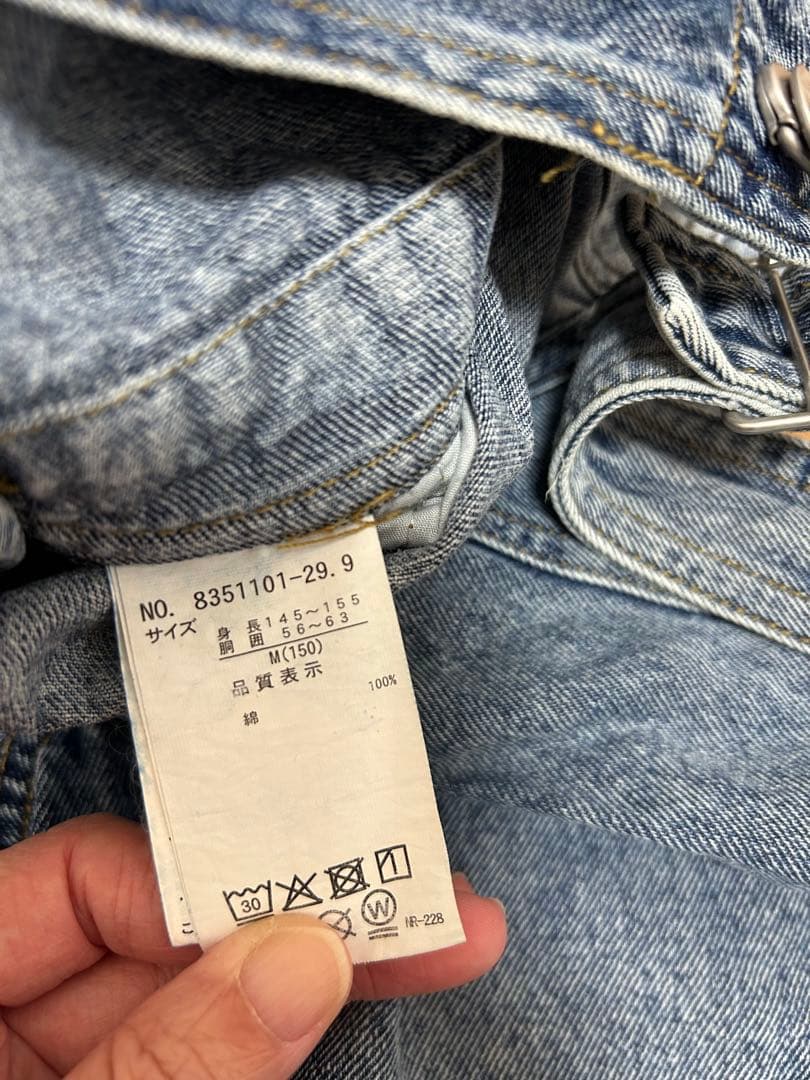 NO. 8351101-29.9
サイズ 身長145~155
胴囲 56~63
M(150)
品質表示
綿 100%
30
W
NR-228
こ